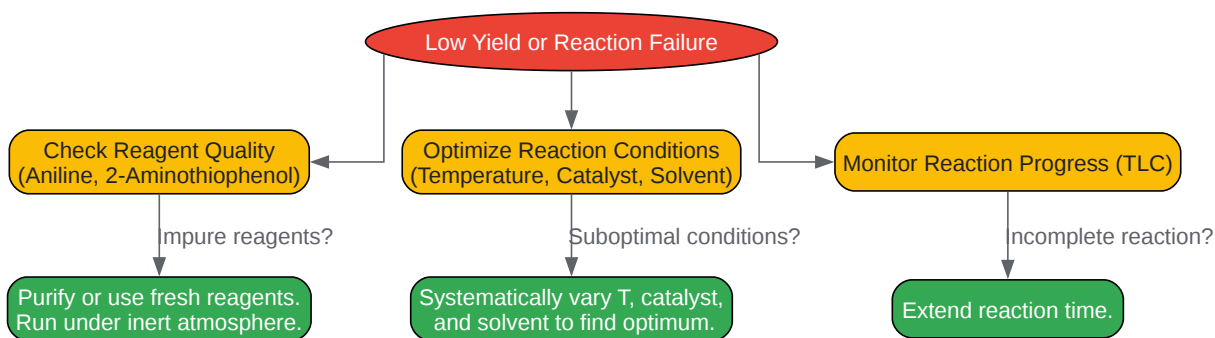 Low Yield or Reaction Failure
Check Reagent Quality
(Aniline, 2-Aminothiophenol)
Optimize Reaction Conditions
(Temperature, Catalyst, Solvent)
Monitor Reaction Progress (TLC)
Impure reagents?
Suboptimal conditions?
Incomplete reaction?
Purify or use fresh reagents.
Run under inert atmosphere.
Systematically vary T, catalyst,
and solvent to find optimum.
Extend reaction time.